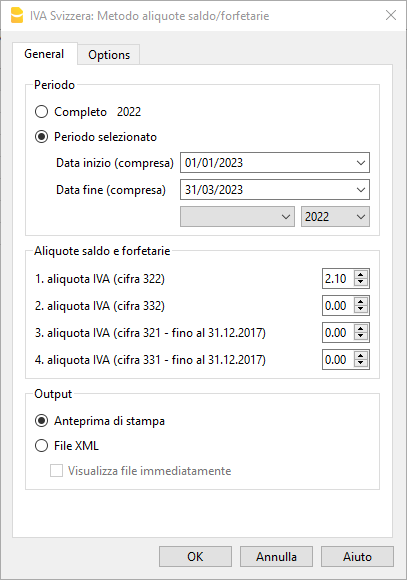 IVA Svizzera: Metodo aliquote saldo/forfetarie
General
Options
Periodo
Completo 2022
Periodo selezionato
Data inizio (compresa) 01/01/2023
Data fine (compresa) 31/03/2023
2022
Aliquote saldo e forfetarie
1. aliquota IVA (cifra 322) 2.10
2. aliquota IVA (cifra 332) 0.00
3. aliquota IVA (cifra 321 - fino al 31.12.2017) 0.00
4. aliquota IVA (cifra 331 - fino al 31.12.2017) 0.00
Output
Anteprima di stampa
File XML
Visualizza file immediatamente
OK
Annulla
Aiuto